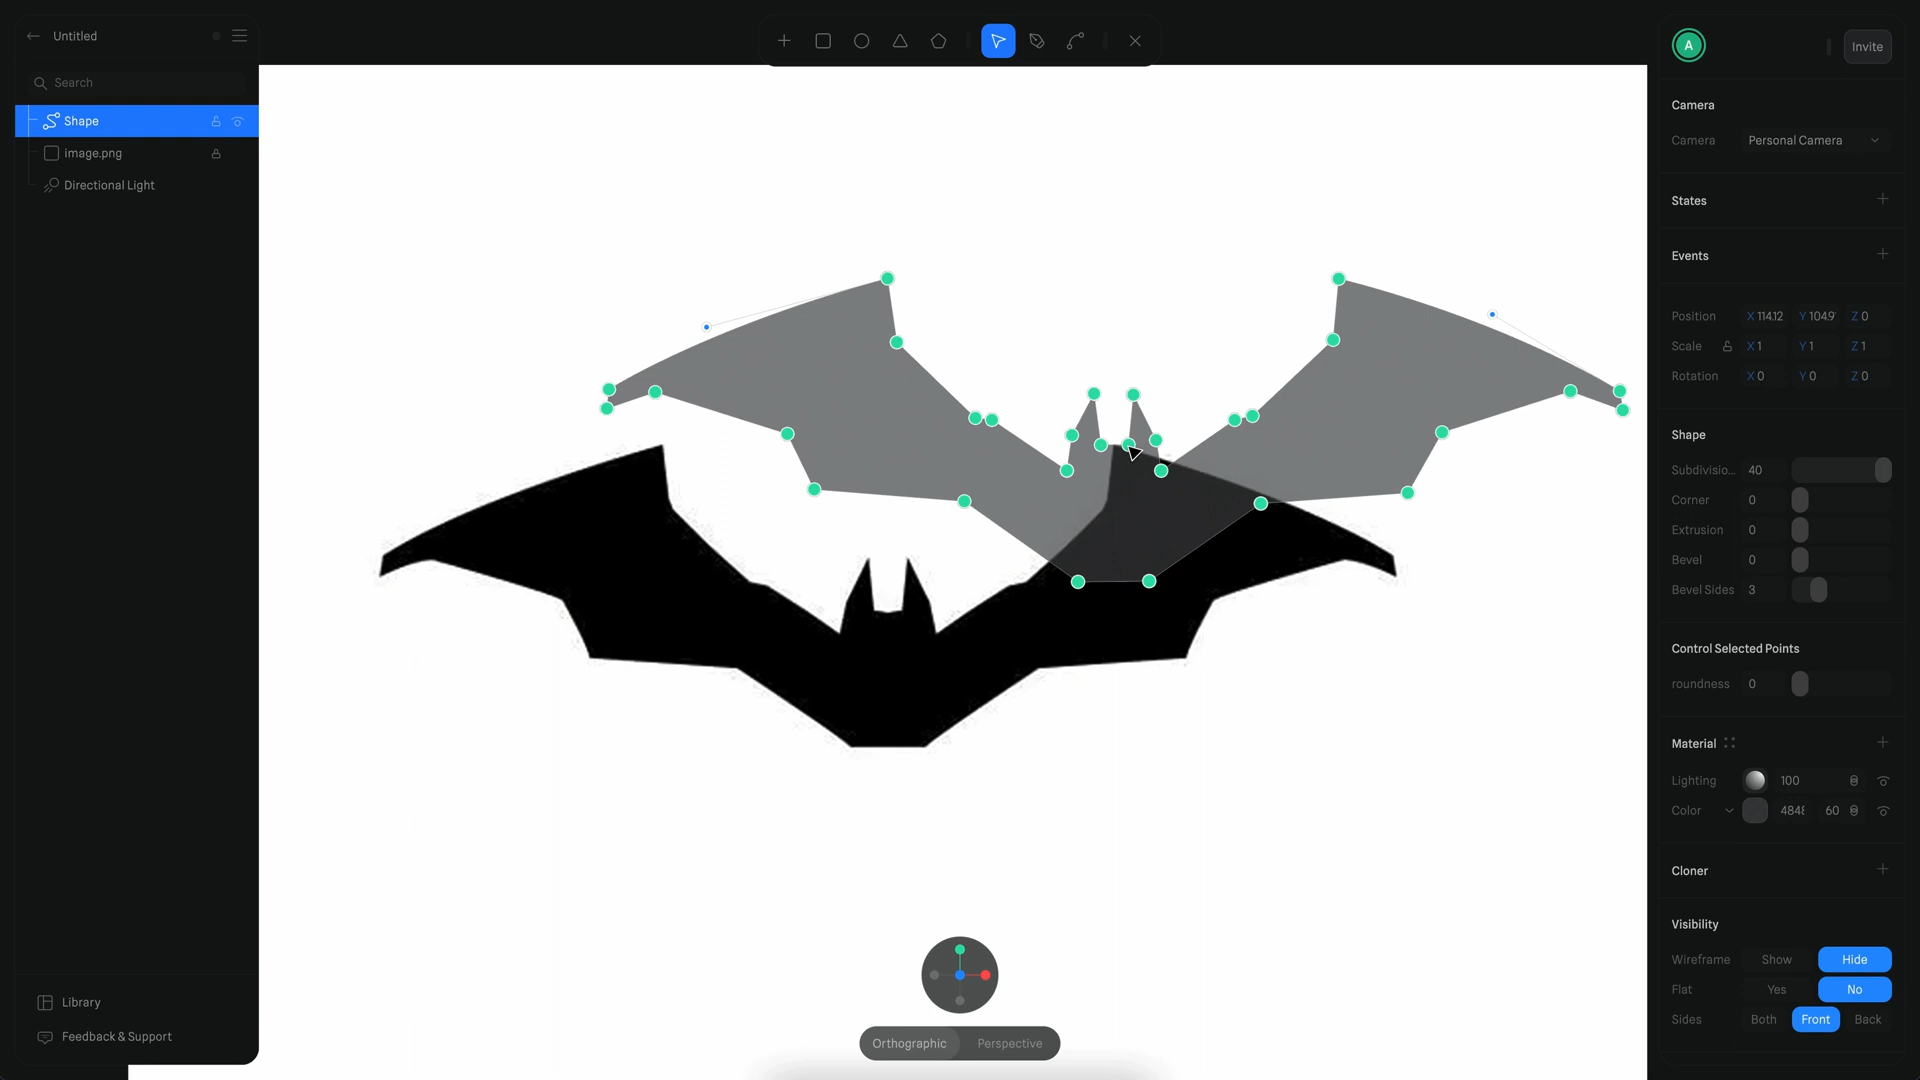 Untitled
Search
Shape
image.png
Directional Light
Library
Feedback & Support
Orthographic
Perspective
A
Invite
Camera
Camera Personal Camera
States
Events
Position X 114.12 Y 104.9 Z 0
Scale X 1 Y 1 Z 1
Rotation X 0 Y 0 Z 0
Shape
Subdivisio... 40
Corner 0
Extrusion 0
Bevel 0
Bevel Sides 3
Control Selected Points
roundness 0
Material
Lighting 100
Color 4848 60
Cloner
Visibility
Wireframe Show Hide
Flat Yes No
Sides Both Front Back